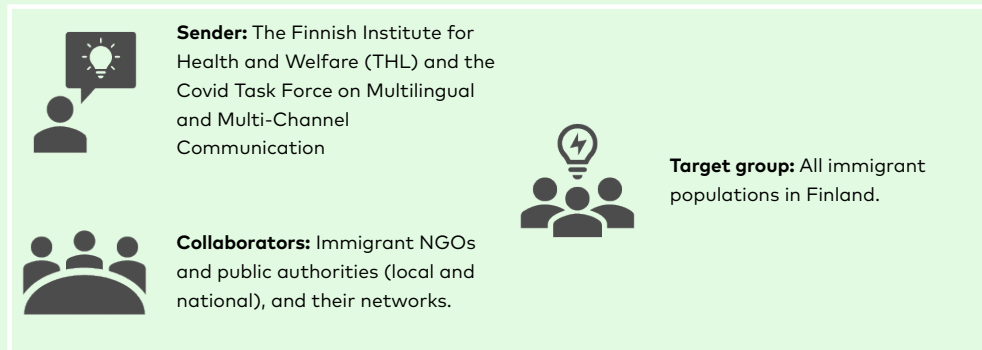 Sender: The Finnish Institute for
Health and Welfare (THL) and the
Covid Task Force on Multilingual
and Multi-Channel
Communication
Collaborators: Immigrant NGOs
and public authorities (local and
national), and their networks.
Target group: All immigrant
populations in Finland.